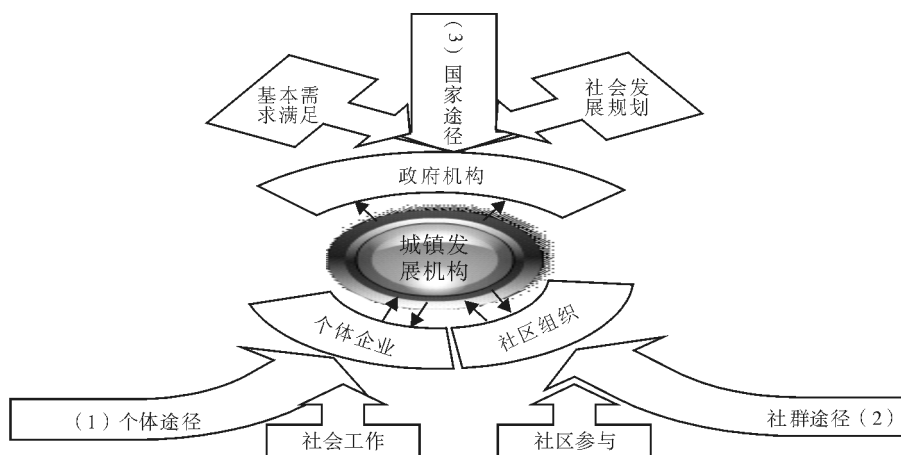 (3)国家途径
基本需
求满足
社会发
展规划
政府机构
城镇发
展机构
个体企业
社区组织
(1)个体途径
社群途径(2)
社会工作
社区参与